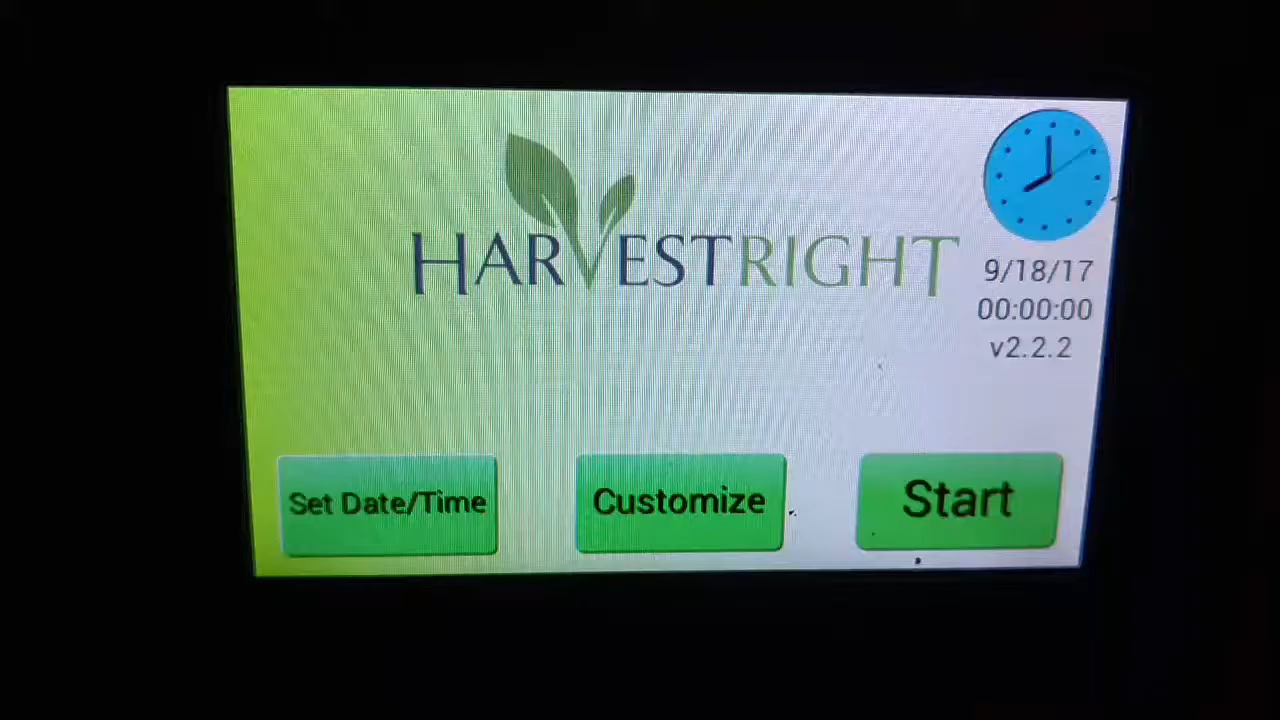 HARVESTRIGHT
9/18/17
00:00:00
v2.2.2
Set Date/Time
Customize
Start